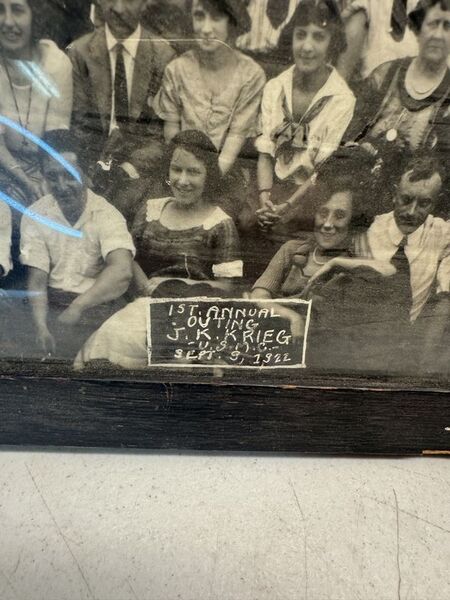 1ST. ANNUAL
OUTING
J. K. KRIEG
- U.S.M.C. -
SEPT. 9, 1922